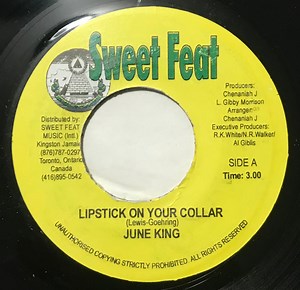 Sweet Feat
Producers:
Chenaniah J
L. Gibby Morrison
Arranger
Chenaniah J
Executive Producers:
R.K.White/N.R.Walker/
Al Giblis
Distributed by:
SWEET FEAT
MUSIC (Intl.)
Kingston Jamaica
(876)787-0297
Toronto, Ontario
Canada
(416)895-0542
SIDE A
Time: 3.00
LIPSTICK ON YOUR COLLAR
(Lewis-Goehring)
JUNE KING
UNAUTHORISED COPYING STRICTLY PROHIBITED. ALL RIGHTS RESERVED